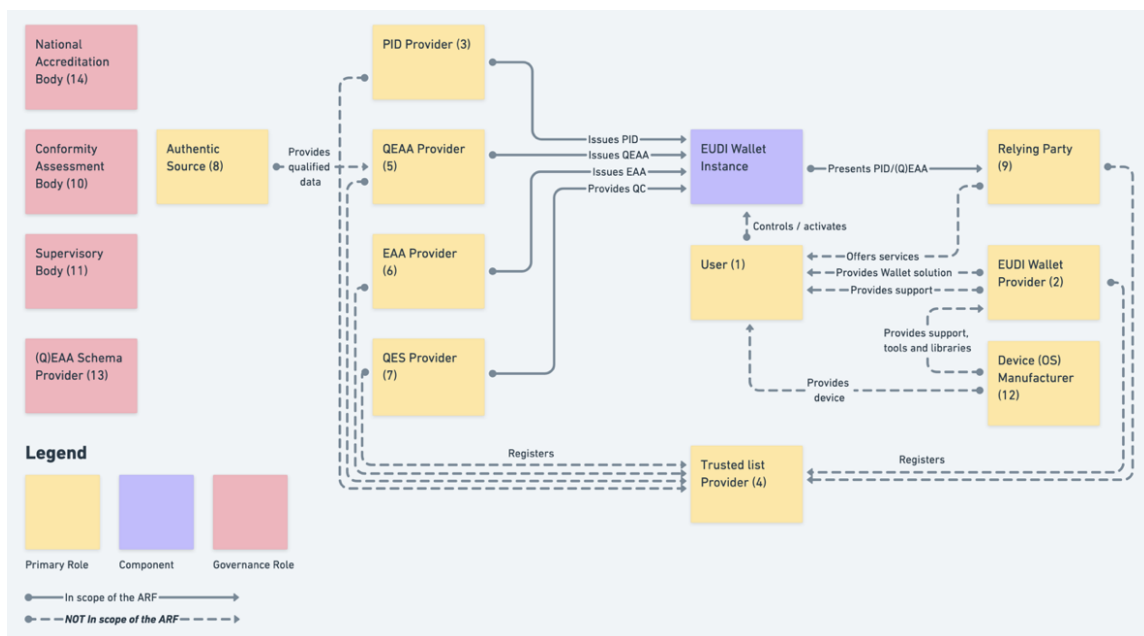 National
Accreditation
Body (14)
PID Provider (3)
Conformity
Assessment
Body (10)
Authentic
Source (8)
Provides
qualified
data
QEAA Provider
(5)
Issues PID
Issues QEAA
Issues EAA
Provides QC
EUDI Wallet
Instance
Presents PID/(Q)EAA
Relying Party
(9)
Controls / activates
Supervisory
Body (11)
EAA Provider
(6)
User (1)
Offers services
Provides Wallet solution
Provides support
EUDI Wallet
Provider (2)
Provides support,
tools and libraries
(Q)EAA Schema
Provider (13)
QES Provider
(7)
Provides
device
Device (OS)
Manufacturer
(12)
Legend
Registers
Trusted list
Provider (4)
Registers
Primary Role
Component
Governance Role
In scope of the ARF
NOT in scope of the ARF